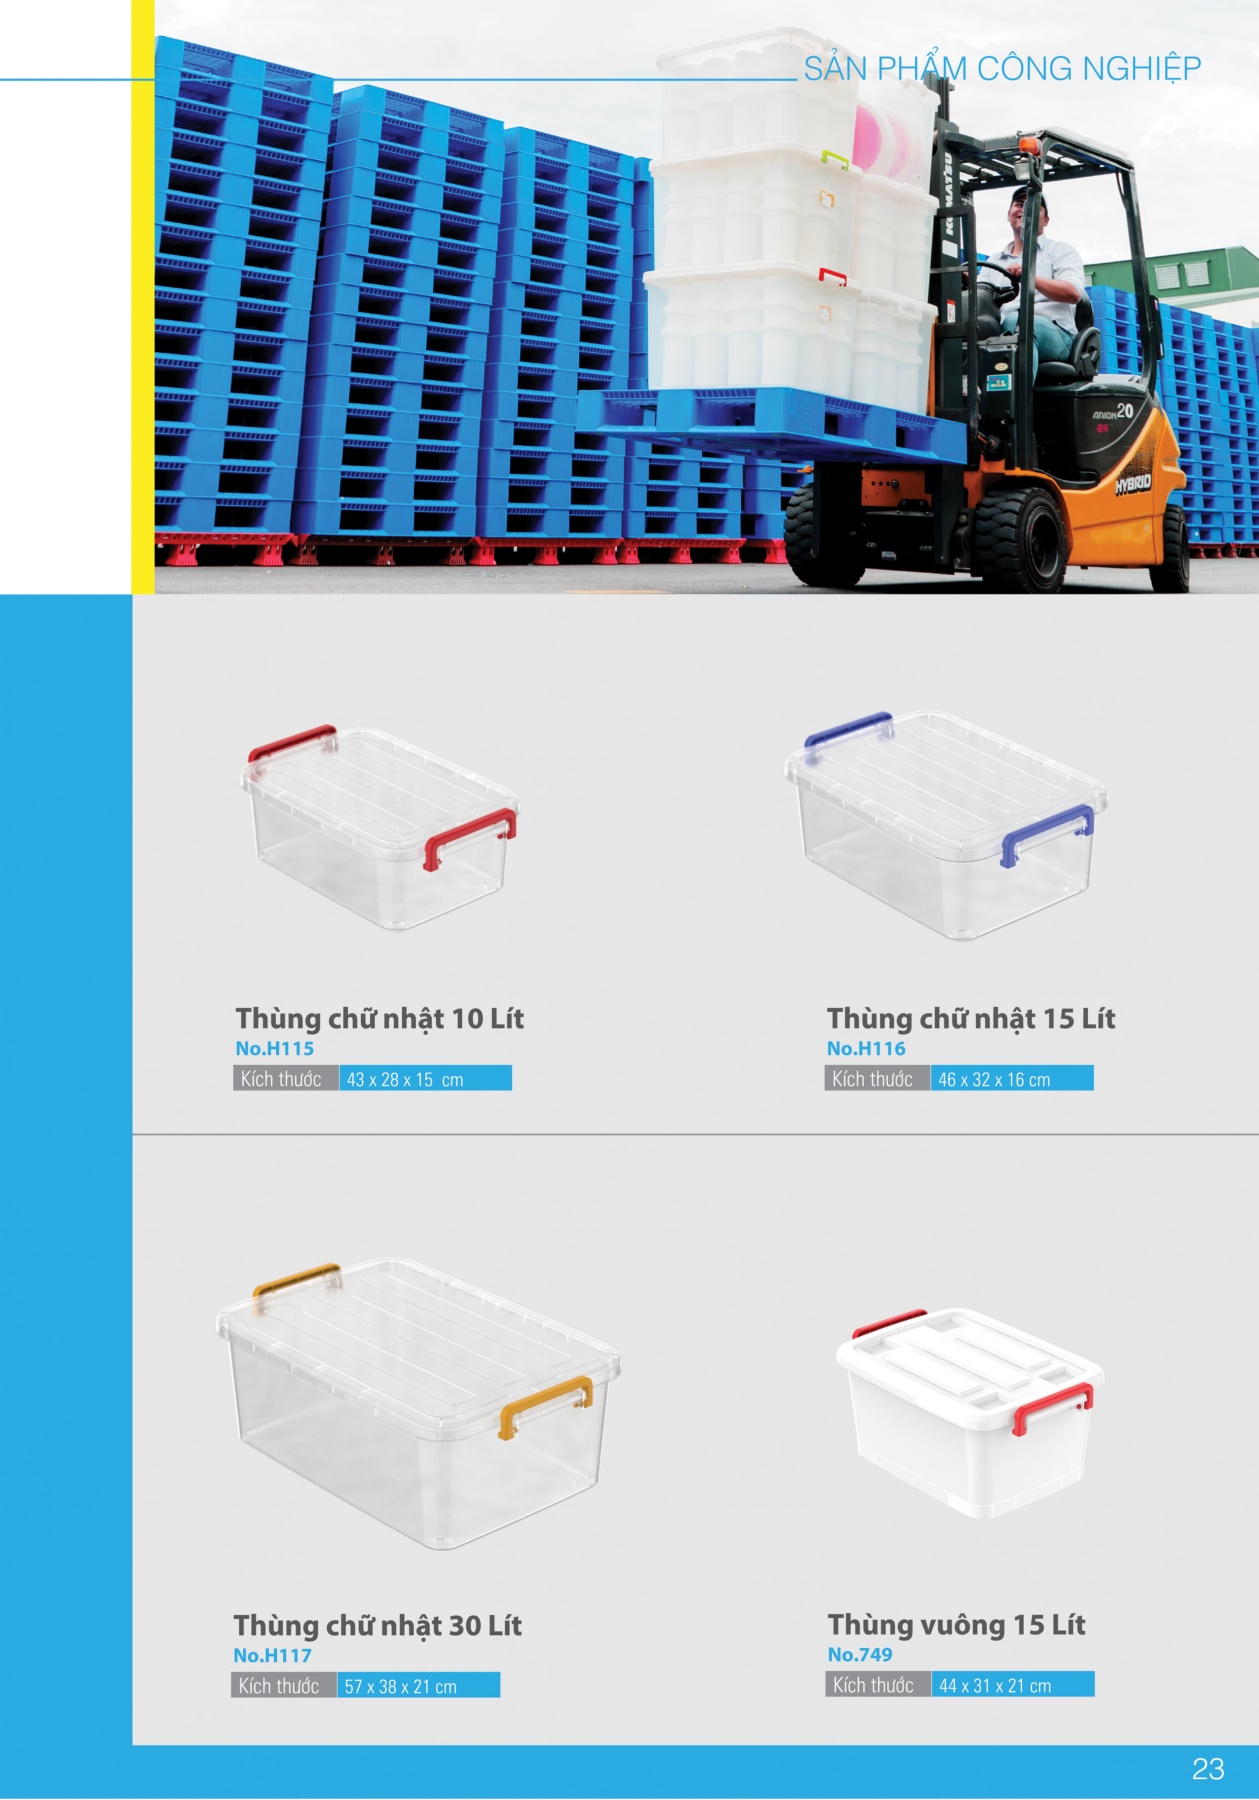 SẢN PHẨM CÔNG NGHIỆP
KOMATSU
ARION 20
HYBRID
Thùng chữ nhật 10 Lít
No.H115
Kích thước 43 x 28 x 15 cm
Thùng chữ nhật 15 Lít
No.H116
Kích thước 46 x 32 x 16 cm
Thùng chữ nhật 30 Lít
No.H117
Kích thước 57 x 38 x 21 cm
Thùng vuông 15 Lít
No.749
Kích thước 44 x 31 x 21 cm
23